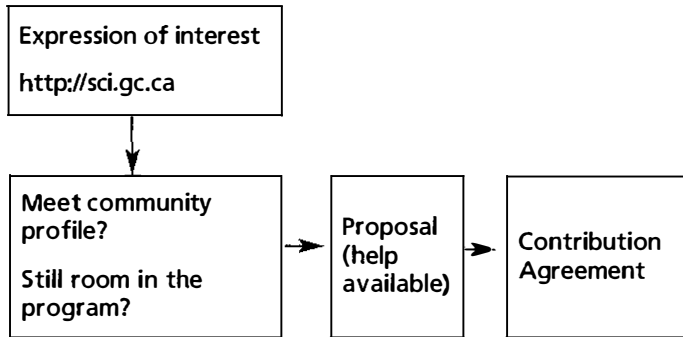 Expression of interest
http://sci.gc.ca
Meet community
profile?
Still room in the
program?
Proposal
(help
available)
Contribution
Agreement